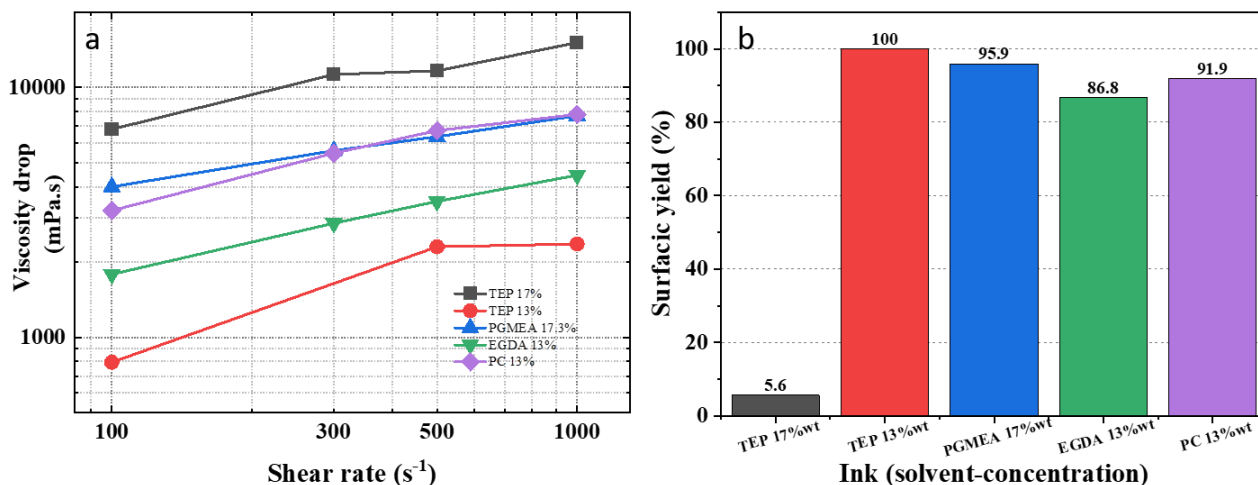 a
10000
1000
Viscosity drop
(mPa.s)
TEP 17%
TEP 13%
PGMEA 17.3%
EGDA 13%
PC 13%
100
300
500
1000
Shear rate (s⁻¹)
b
100
80
60
40
20
0
Surfacic yield (%)
5.6
100
95.9
86.8
91.9
TEP 17%wt
TEP 13%wt
PGMEA 17%wt
EGDA 13%wt
PC 13%wt
Ink (solvent-concentration)